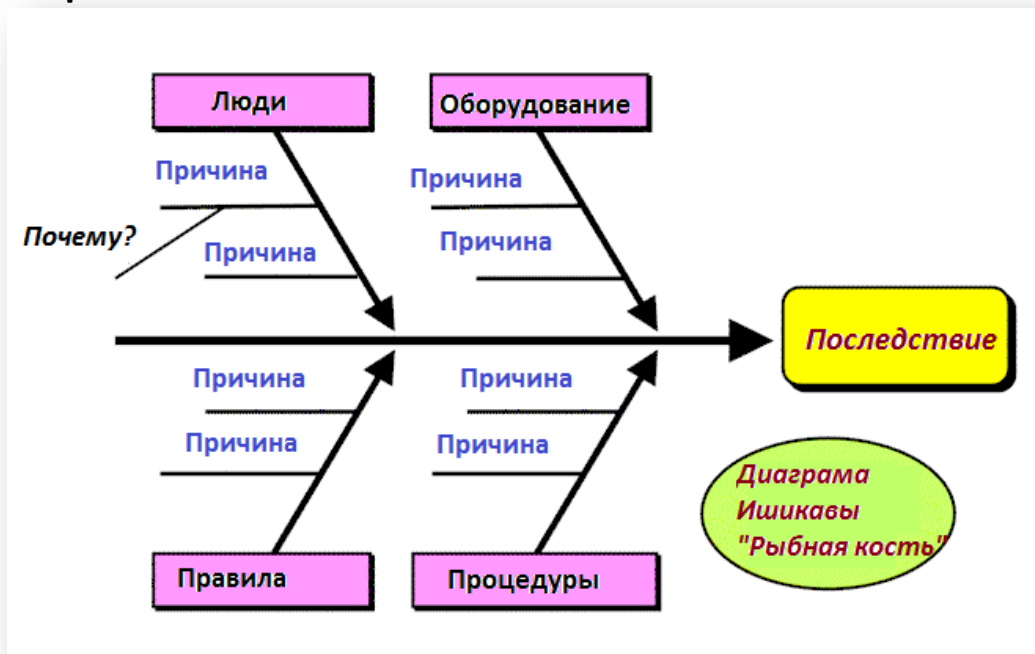 Люди
Оборудование
Причина
Причина
Почему?
Причина
Причина
Последствие
Причина
Причина
Причина
Причина
Диаграма
Ишикавы
"Рыбная кость"
Правила
Процедуры